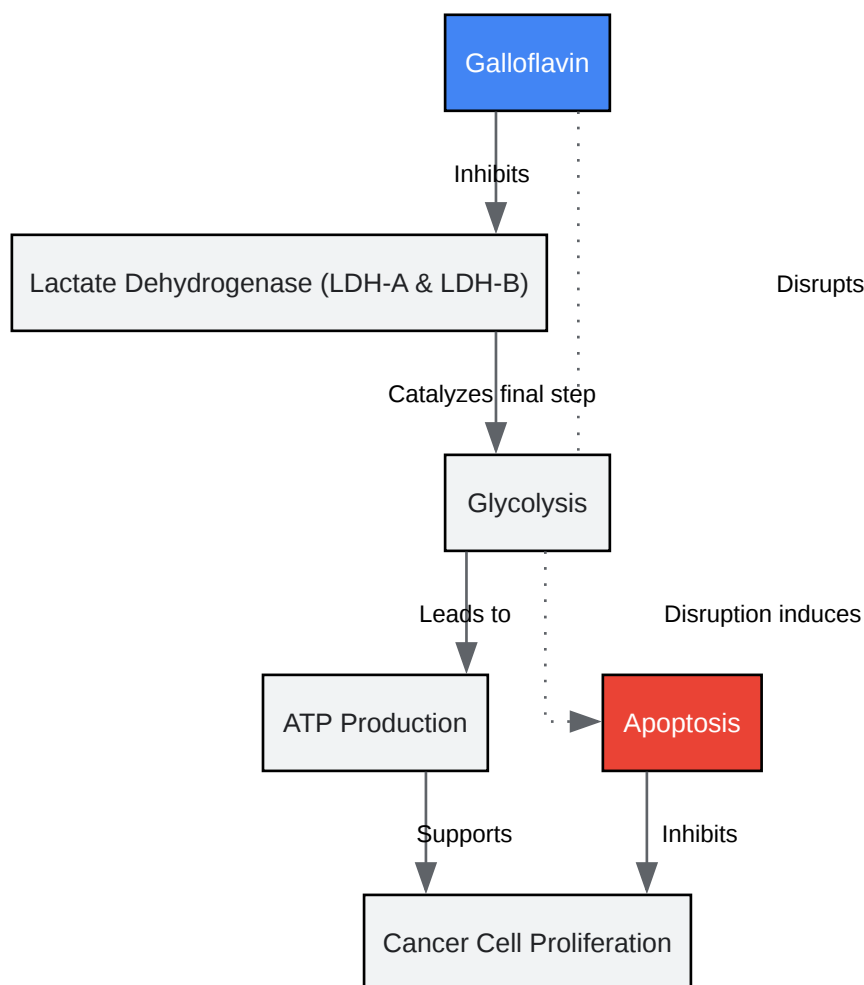 Galloflavin
Inhibits
Lactate Dehydrogenase (LDH-A & LDH-B)
Disrupts
Catalyzes final step
Glycolysis
Leads to
Disruption induces
ATP Production
Apoptosis
Supports
Inhibits
Cancer Cell Proliferation